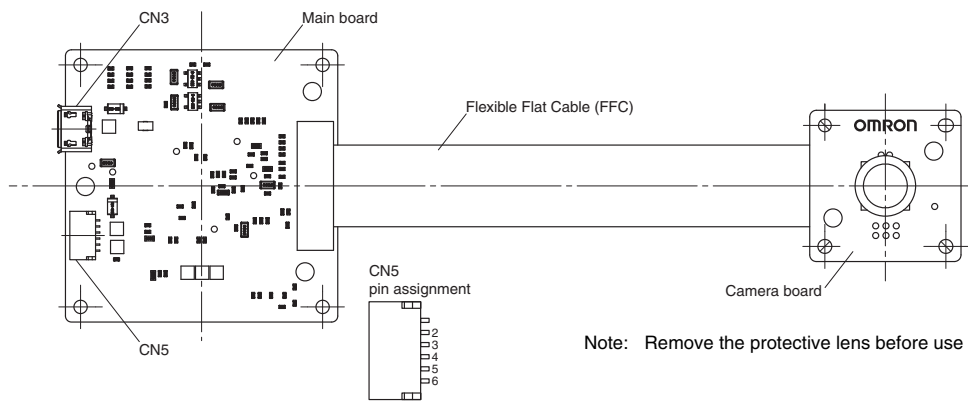 CN3
Main board
Flexible Flat Cable (FFC)
OMRON
CN5
pin assignment
2
3
4
5
6
Camera board
CN5
Note: Remove the protective lens before use